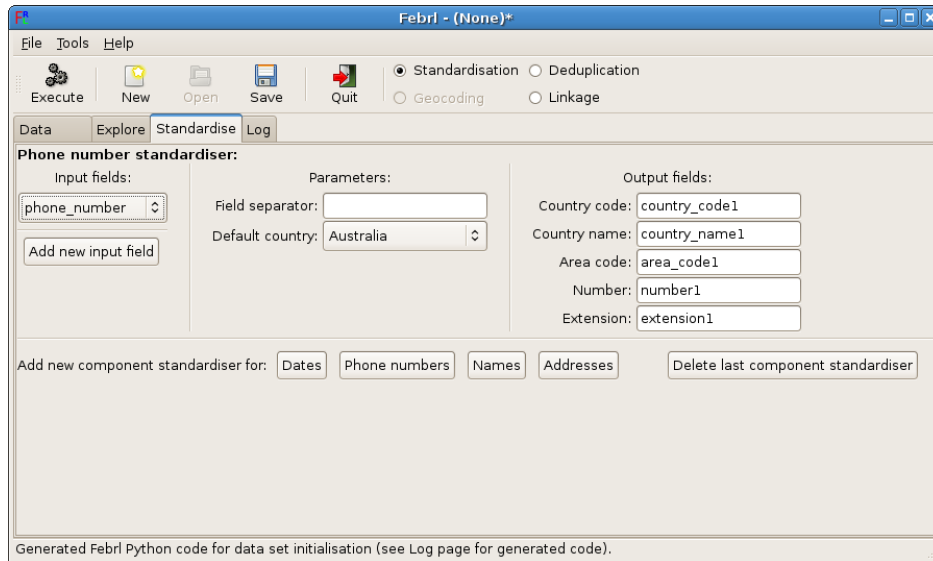 Febrl - (None)*
File Tools Help
Standardisation Deduplication
Execute New Open Save Quit Geocoding Linkage
Data Explore Standardise Log
Phone number standardiser:
Input fields: Parameters: Output fields:
phone_number Field separator: Country code: country_code1
Default country: Australia Country name: country_name1
Add new input field Area code: area_code1
Number: number1
Extension: extension1
Add new component standardiser for: Dates Phone numbers Names Addresses Delete last component standardiser
Generated Febrl Python code for data set initialisation (see Log page for generated code).